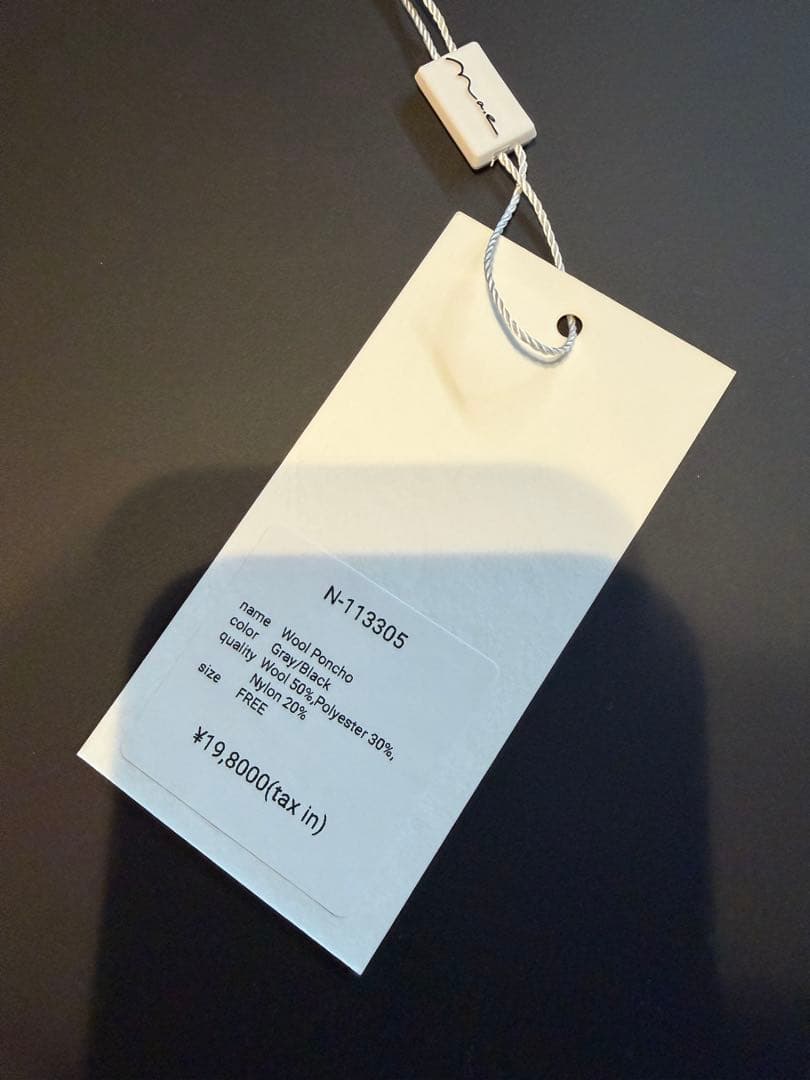 Mae
N-113305
name Wool Poncho
color Gray/Black
quality Wool 50%,Polyester 30%,
Nylon 20%
size FREE
¥19,8000(tax in)